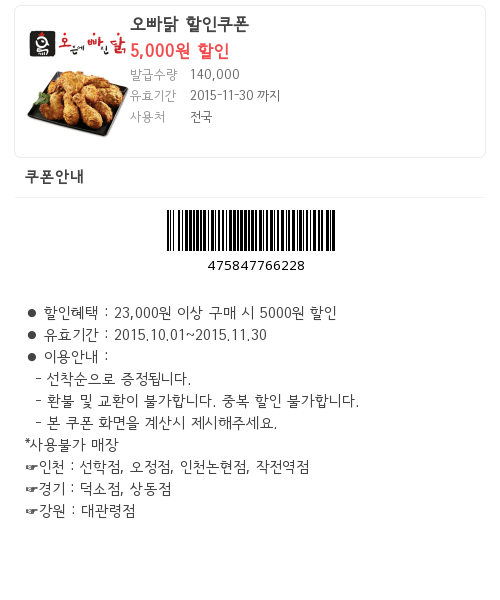 오븐에 빠진 닭
오빠닭 할인쿠폰
5,000원 할인
발급수량 140,000
유효기간 2015-11-30 까지
사용처 전국
쿠폰안내
475847766228
● 할인혜택 : 23,000원 이상 구매 시 5000원 할인
● 유효기간 : 2015.10.01~2015.11.30
● 이용안내 :
- 선착순으로 증정됩니다.
- 환불 및 교환이 불가합니다. 중복 할인 불가합니다.
- 본 쿠폰 화면을 계산시 제시해주세요.
*사용불가 매장
☞인천 : 선학점, 오정점, 인천논현점, 작전역점
☞경기 : 덕소점, 상동점
☞강원 : 대관령점